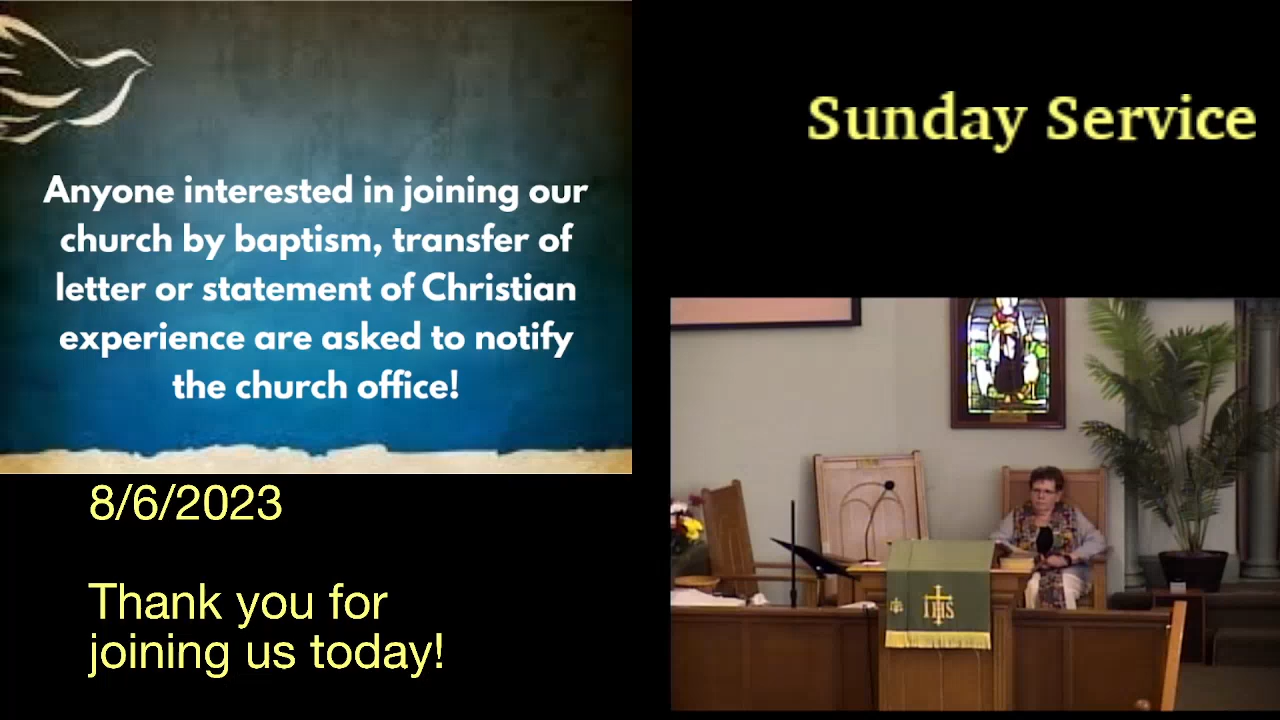 Anyone interested in joining our
church by baptism, transfer of
letter or statement of Christian
experience are asked to notify
the church office!
8/6/2023
Thank you for
joining us today!
Sunday Service
IHS